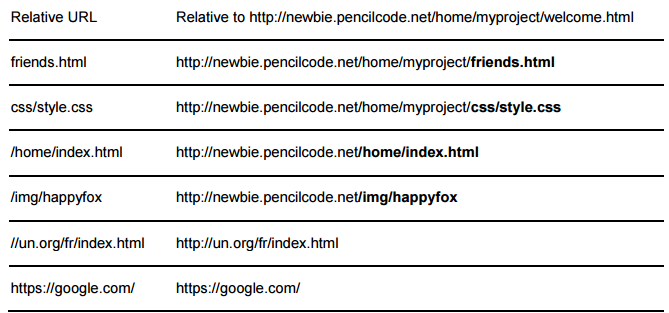 Relative URL Relative to http://newbie.pencilcode.net/home/myproject/welcome.html
friends.html http://newbie.pencilcode.net/home/myproject/friends.html
css/style.css http://newbie.pencilcode.net/home/myproject/css/style.css
/home/index.html http://newbie.pencilcode.net/home/index.html
/img/happyfox http://newbie.pencilcode.net/img/happyfox
//un.org/fr/index.html http://un.org/fr/index.html
https://google.com/ https://google.com/